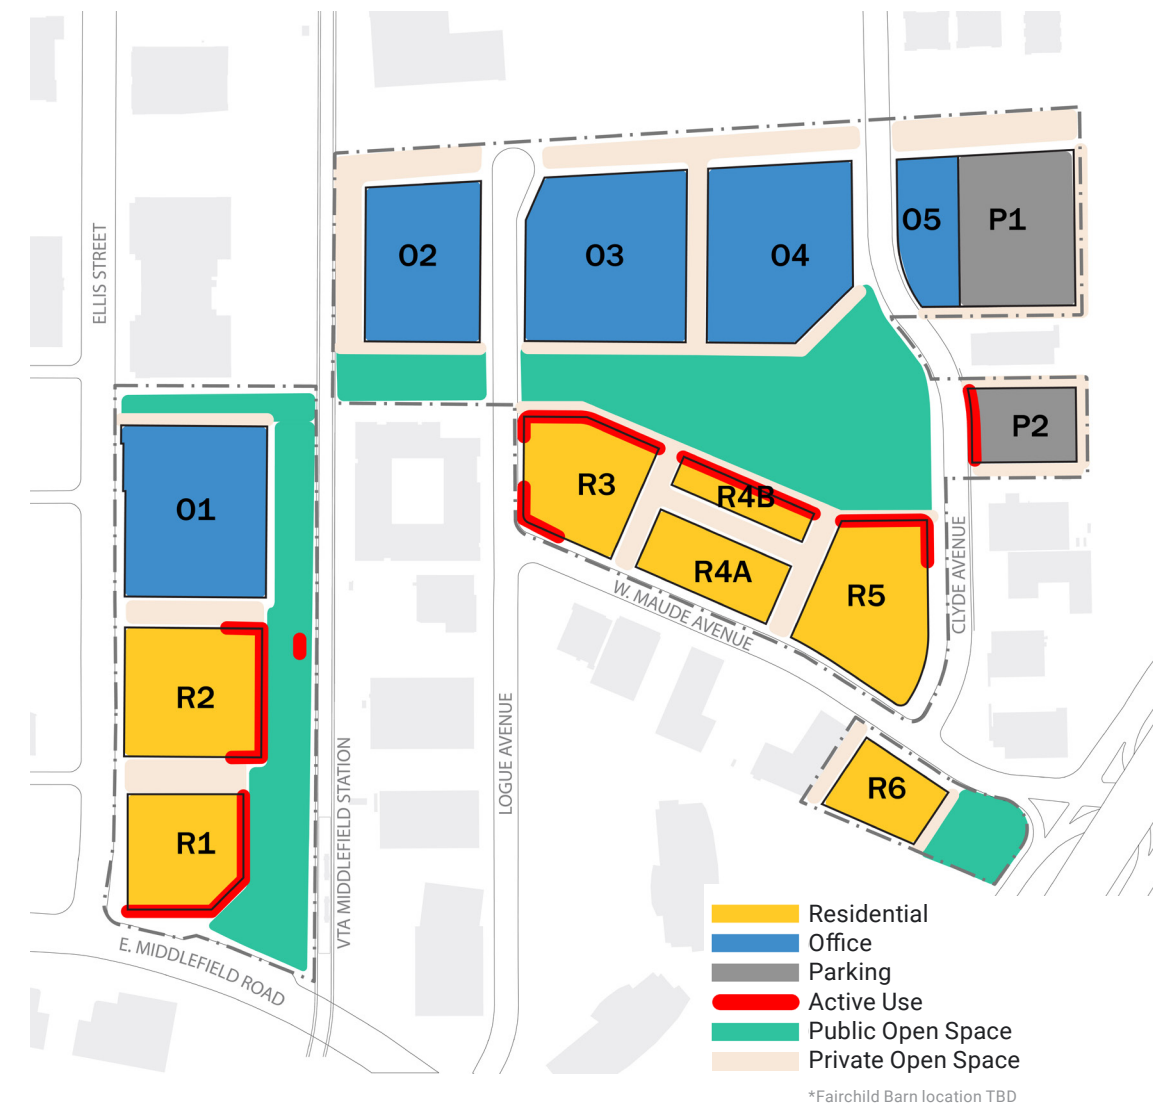 ELLIS STREET
O2
O3
O4
O5
P1
P2
O1
R3
R4B
R4A
R5
R2
R1
R6
W. MAUDE AVENUE
CLYDE AVENUE
LOGUE AVENUE
VTA MIDDLEFIELD STATION
E. MIDDLEFIELD ROAD
Residential
Office
Parking
Active Use
Public Open Space
Private Open Space
*Fairchild Barn location TBD